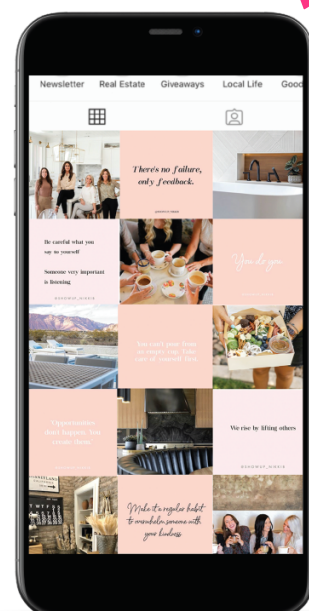 Newsletter Real Estate Giveaways Local Life Good
There's no failure,
only feedback.
Be careful what you
say to yourself
Someone very important
is listening
You do you
You can't pour from
an empty cup. Take
care of yourself first.
Opportunities
don't happen. You
create them.
We rise by lifting others
Make it a regular habit
to overwhelm someone with
your kindness